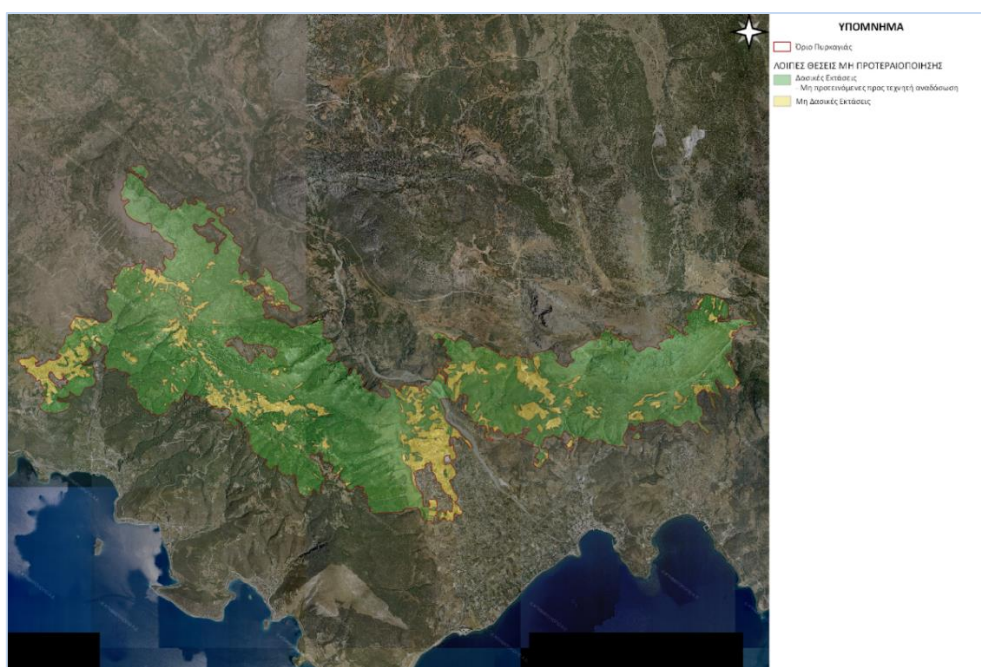 ΥΠΟΜΝΗΜΑ
Όριο Πυρκαγιάς
ΛΟΙΠΕΣ ΘΕΣΕΙΣ ΜΗ ΠΡΟΤΕΡΑΙΟΠΟΙΗΣΗΣ
Δασικές Εκτάσεις
- Μη προτεινόμενες προς τεχνητή αναδάσωση
Μη Δασικές Εκτάσεις